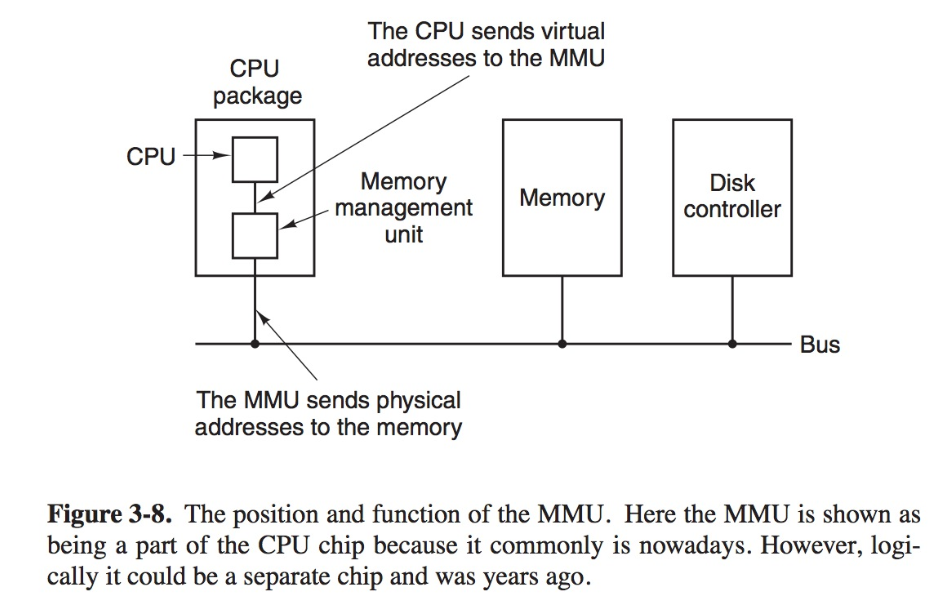 The CPU sends virtual
addresses to the MMU
CPU
package
CPU
Memory
management
unit
Memory
Disk
controller
Bus
The MMU sends physical
addresses to the memory
Figure 3-8. The position and function of the MMU. Here the MMU is shown as
being a part of the CPU chip because it commonly is nowadays. However, logi-
cally it could be a separate chip and was years ago.